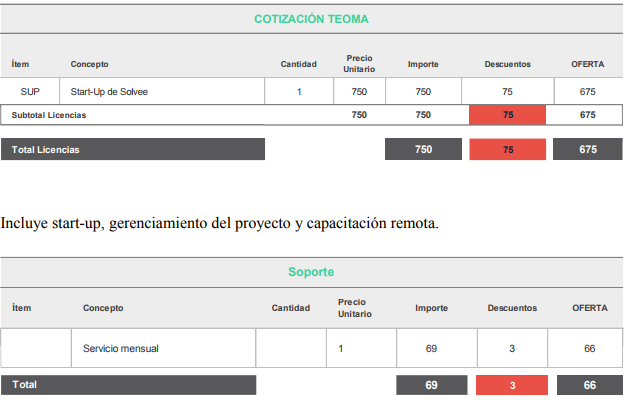 COTIZACIÓN TEOMA
Ítem Concepto Cantidad Precio Unitario Importe Descuentos OFERTA
SUP Start-Up de Solvee 1 750 750 75 675
Subtotal Licencias 750 750 75 675
Total Licencias 750 75 675
Incluye start-up, gerenciamiento del proyecto y capacitación remota.
Soporte
Ítem Concepto Cantidad Precio Unitario Importe Descuentos OFERTA
Servicio mensual 1 69 3 66
Total 69 3 66